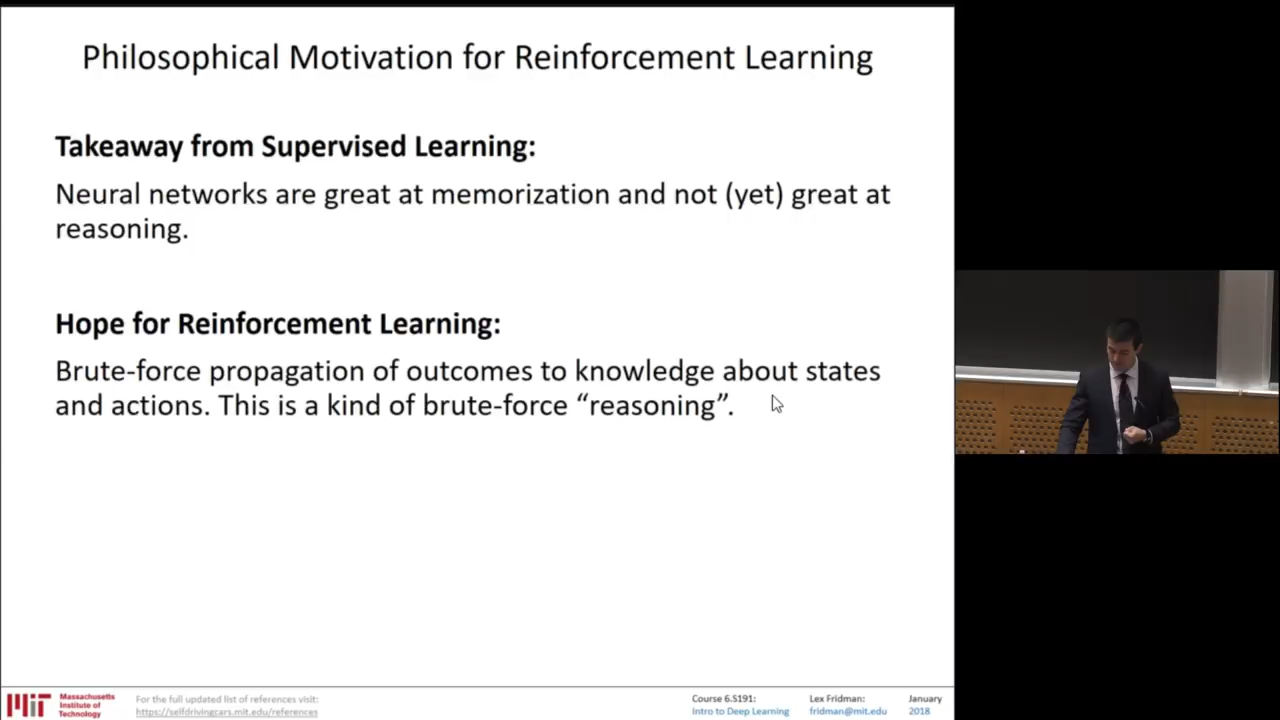 Philosophical Motivation for Reinforcement Learning
Takeaway from Supervised Learning:
Neural networks are great at memorization and not (yet) great at
reasoning.
Hope for Reinforcement Learning:
Brute-force propagation of outcomes to knowledge about states
and actions. This is a kind of brute-force “reasoning”.
Massachusetts
Institute of
Technology
For the full updated list of references visit:
https://selfdrivingcars.mit.edu/references
Course 6.S191:
Intro to Deep Learning
Lex Fridman:
fridman@mit.edu
January
2018